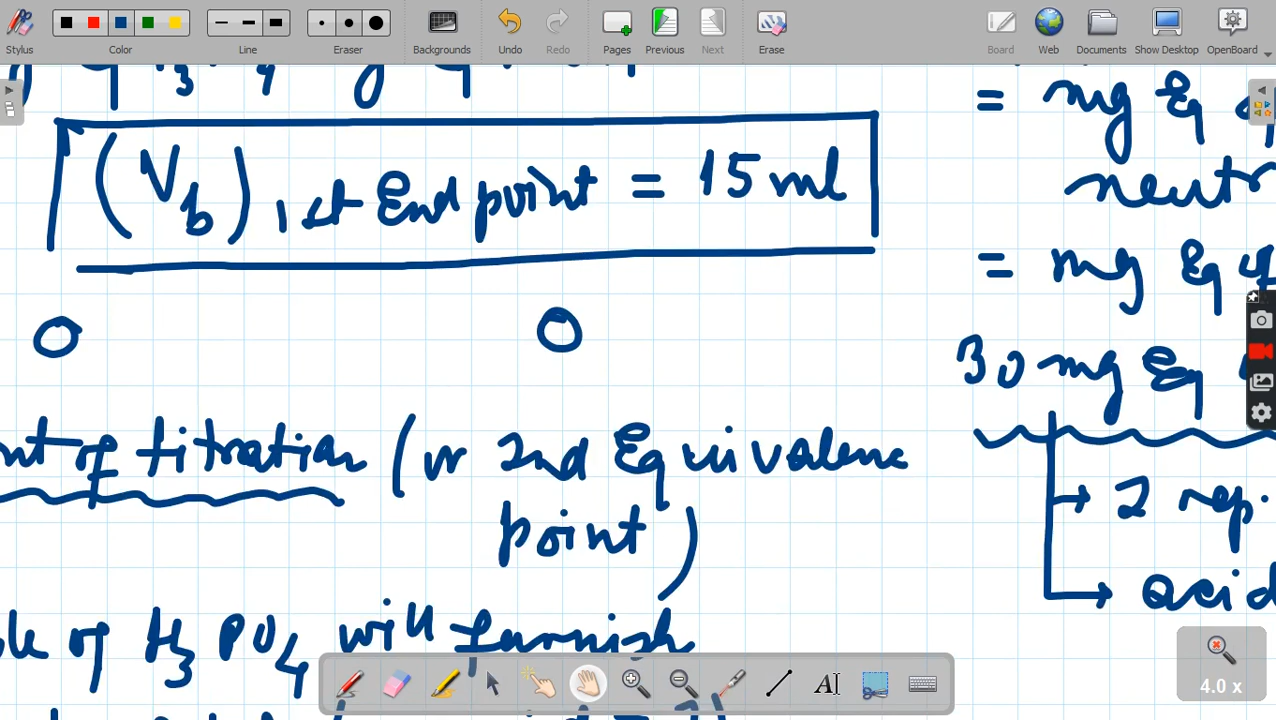 Stylus Color Line Eraser Backgrounds Undo Redo Pages Previous Next Erase Board Web Documents Show Desktop OpenBoard
(Vb) 1st End point = 15 ml
= mg Eq
neutr
= mg Eq
30 mg Eq
nt of titration (or 2nd Equivalence
point)
→ 2 rep.
→ acid
of H3PO4 will furnish
4.0 x